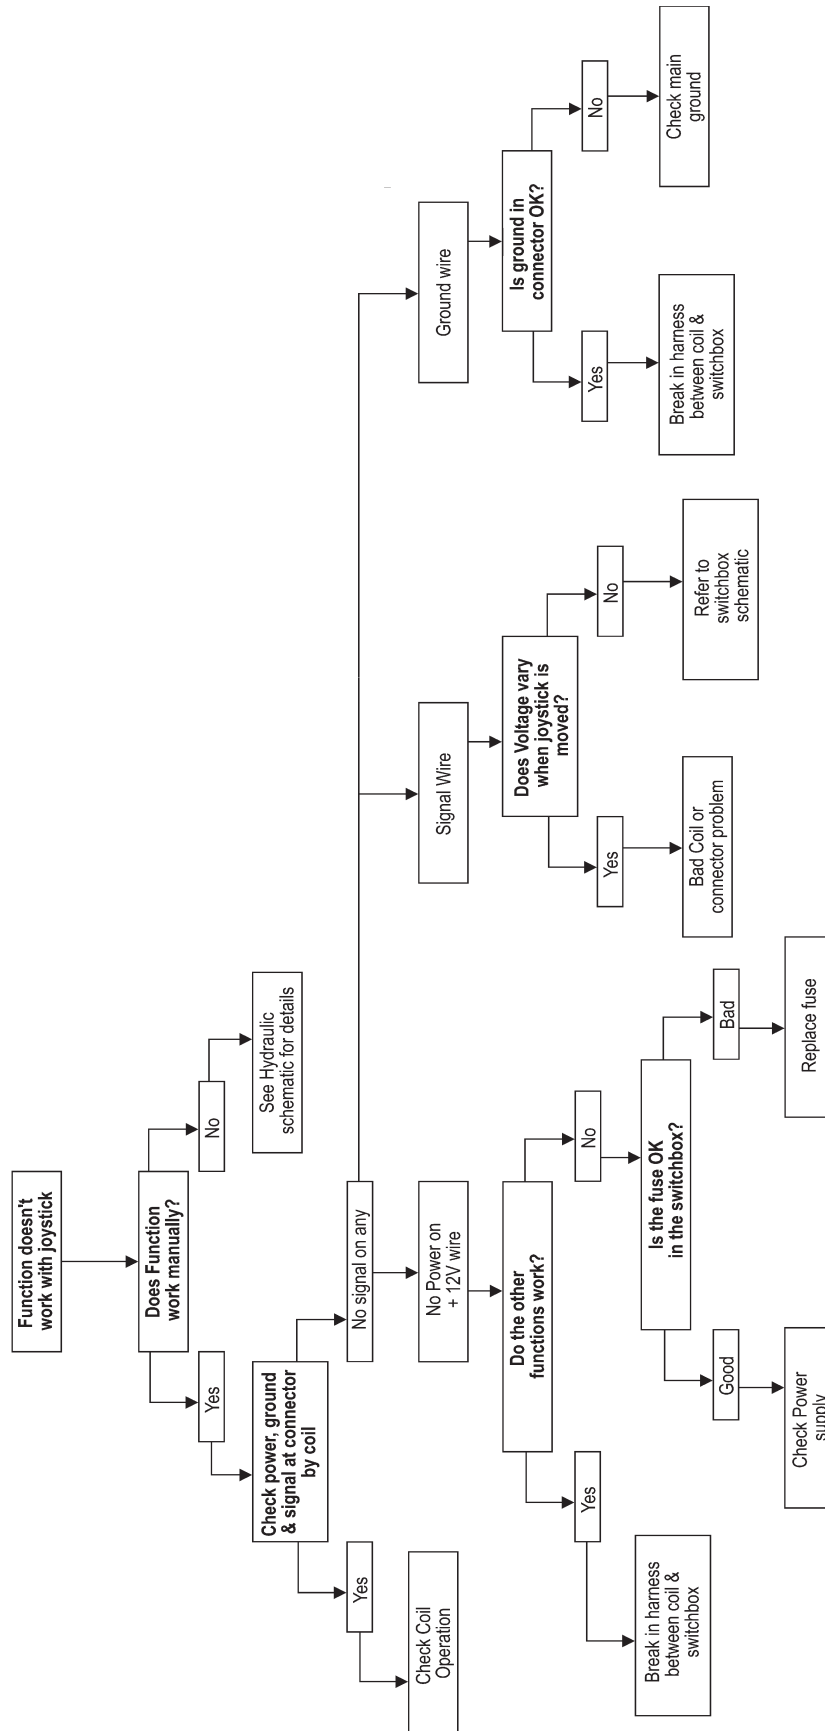 Function doesn't
work with joystick
Does Function
work manually?
Yes
No
See Hydraulic
schematic for details
Check power, ground
& signal at connector
by coil
Yes
No signal on any
Check Coil
Operation
No Power on
+ 12V wire
Signal Wire
Ground wire
Do the other
functions work?
Yes
No
Break in harness
between coil &
switchbox
Is the fuse OK
in the switchbox?
Good
Bad
Check Power
supply
Replace fuse
Does Voltage vary
when joystick is
moved?
Yes
No
Bad Coil or
connector problem
Refer to
switchbox
schematic
Is ground in
connector OK?
Yes
No
Break in harness
between coil &
switchbox
Check main
ground